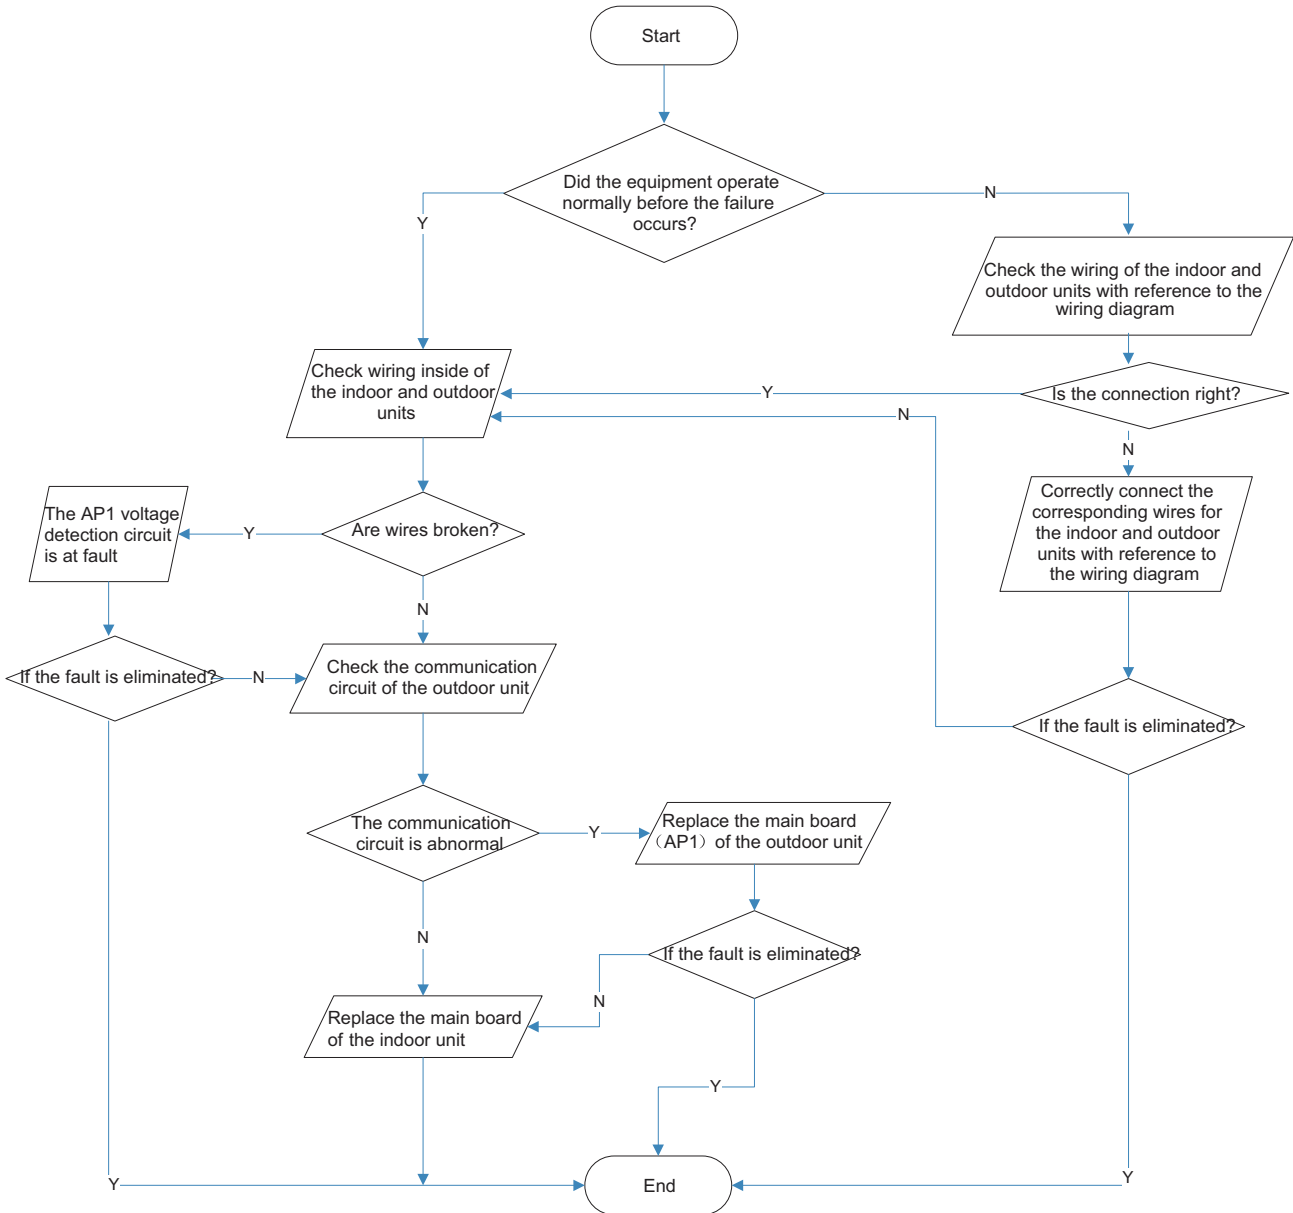 Start
Did the equipment operate
normally before the failure
occurs?
Y
N
Check the wiring of the indoor and
outdoor units with reference to the
wiring diagram
Check wiring inside of
the indoor and outdoor
units
Y
Is the connection right?
N
N
The AP1 voltage
detection circuit
is at fault
Y
Are wires broken?
Correctly connect the
corresponding wires for
the indoor and outdoor
units with reference to
the wiring diagram
N
If the fault is eliminated?
N
Check the communication
circuit of the outdoor unit
If the fault is eliminated?
The communication
circuit is abnormal
Y
Replace the main board
（AP1）of the outdoor unit
N
If the fault is eliminated?
N
Replace the main board
of the indoor unit
Y
Y
End
Y